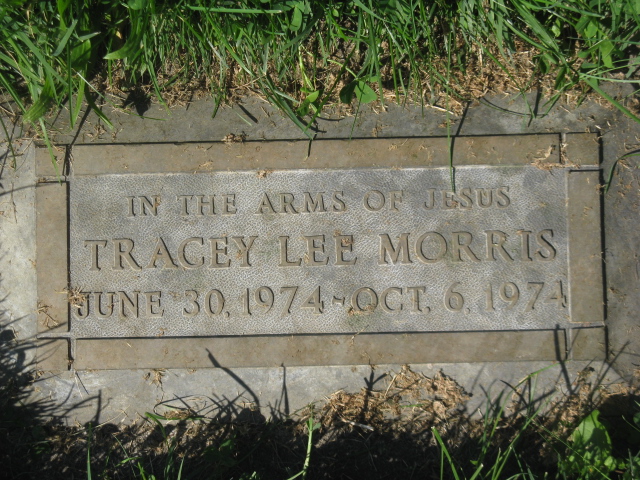 IN THE ARMS OF JESUS
TRACEY LEE MORRIS
JUNE 30, 1974 - OCT. 6, 1974